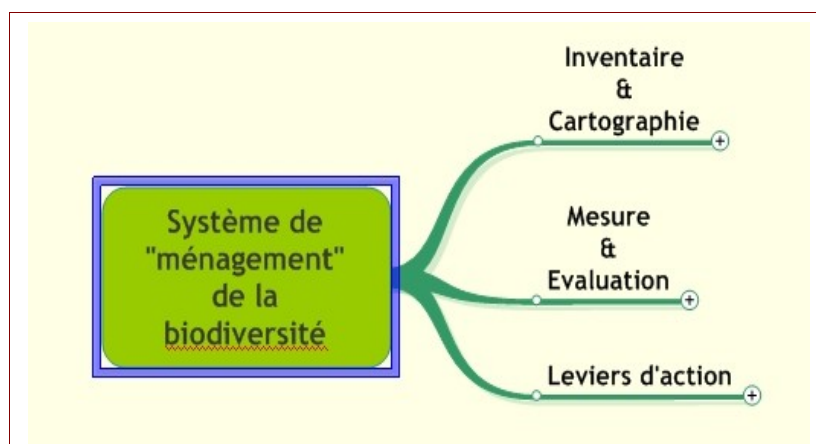 Système de
"ménagement"
de la
biodiversité
Inventaire
&
Cartographie
Mesure
&
Evaluation
Leviers d'action